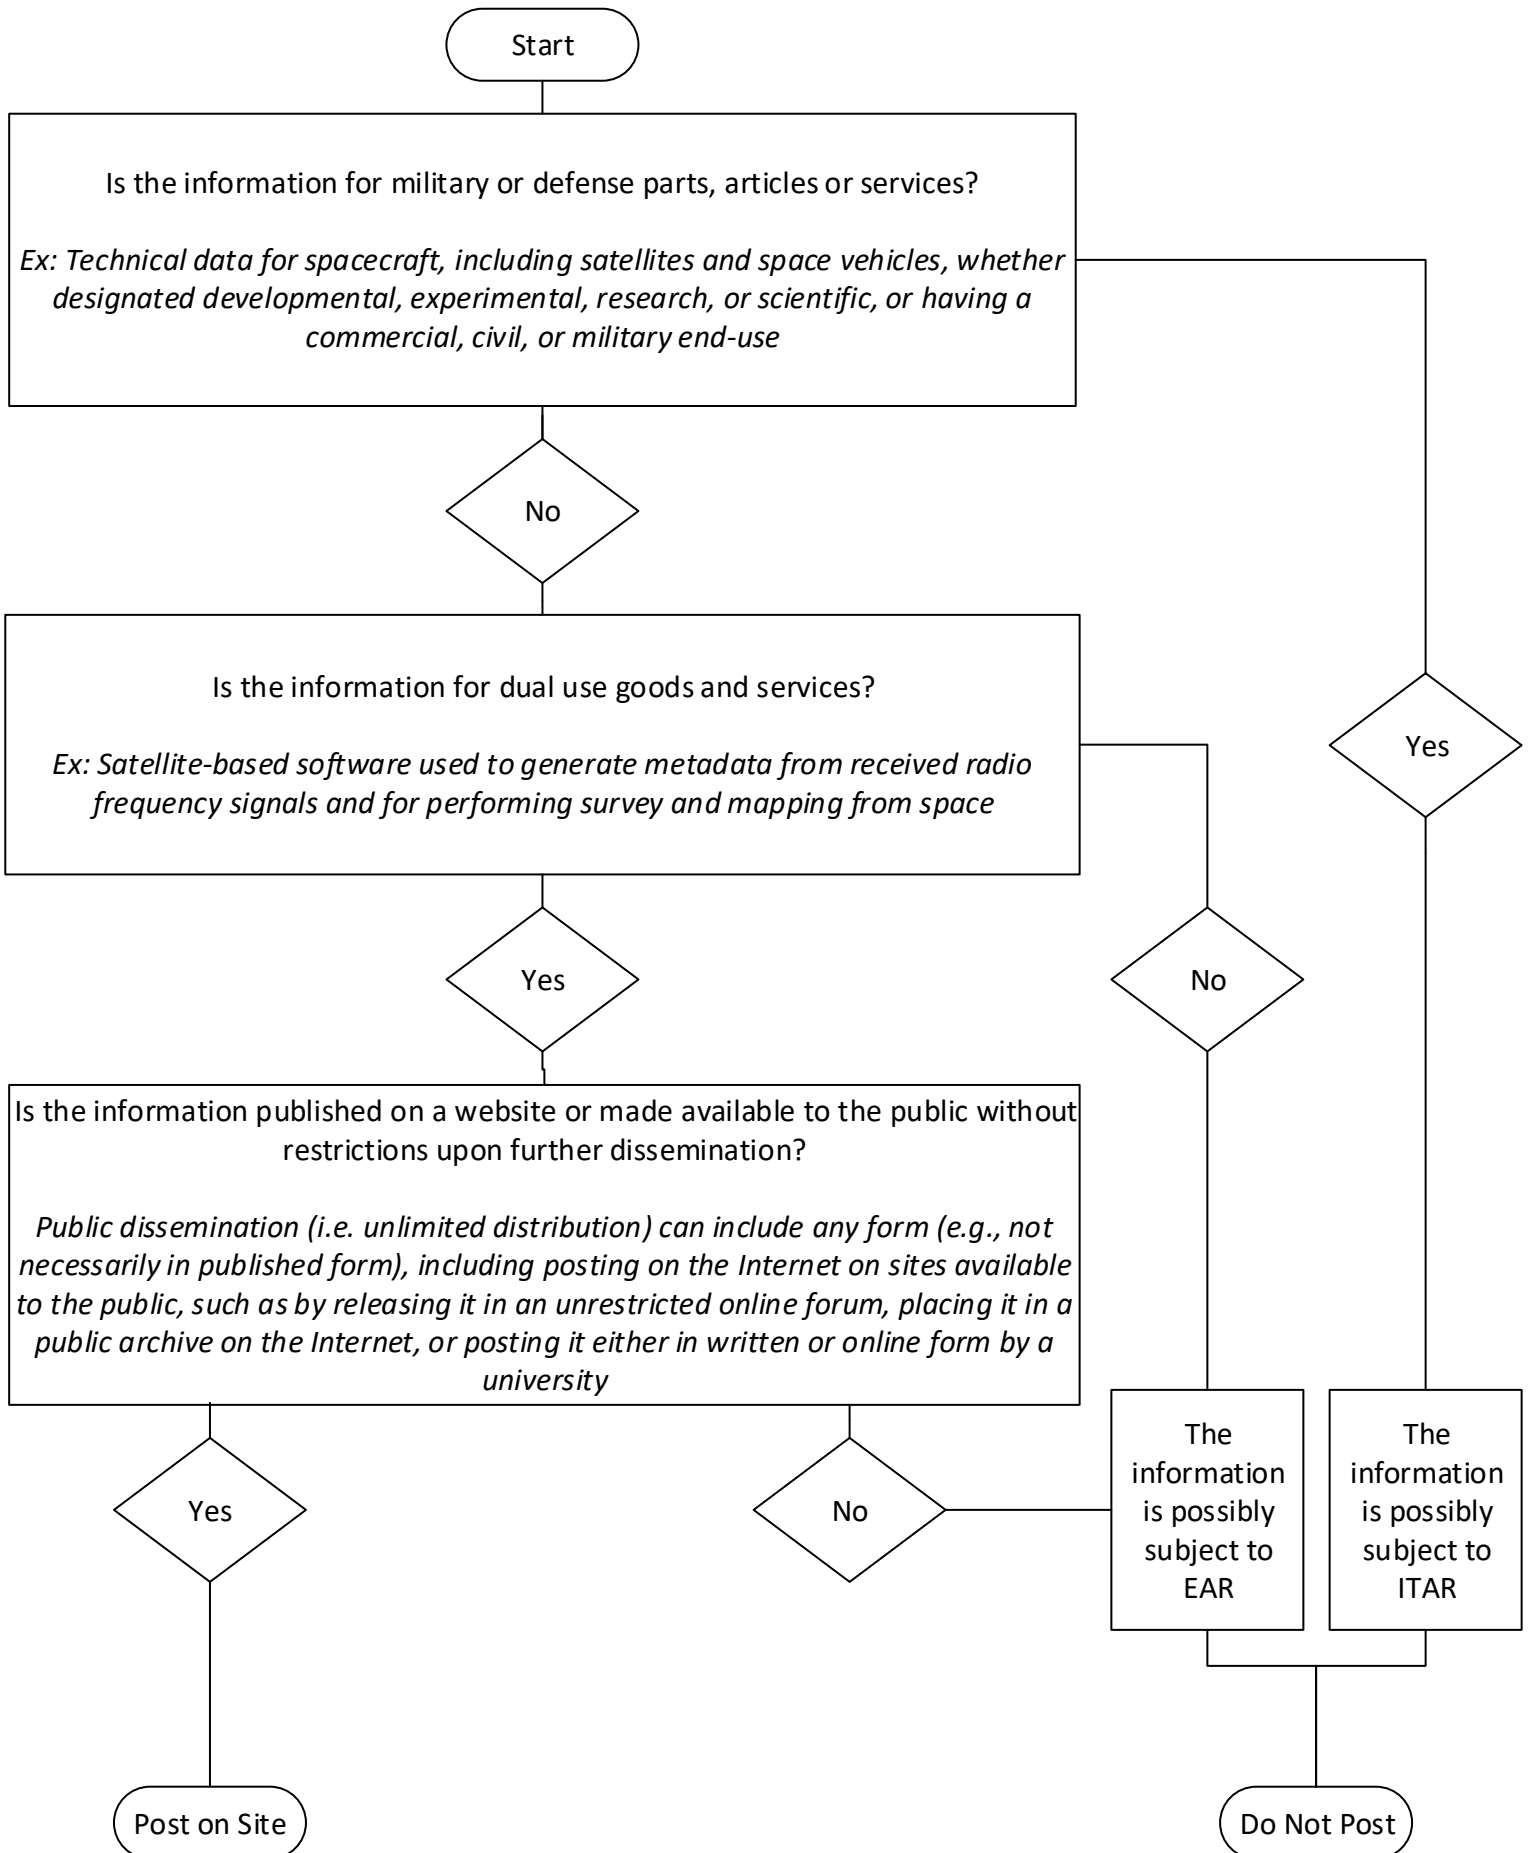 Start
Is the information for military or defense parts, articles or services?
Ex: Technical data for spacecraft, including satellites and space vehicles, whether
designated developmental, experimental, research, or scientific, or having a
commercial, civil, or military end-use
No
Is the information for dual use goods and services?
Ex: Satellite-based software used to generate metadata from received radio
frequency signals and for performing survey and mapping from space
Yes
Yes
No
Is the information published on a website or made available to the public without
restrictions upon further dissemination?
Public dissemination (i.e. unlimited distribution) can include any form (e.g., not
necessarily in published form), including posting on the Internet on sites available
to the public, such as by releasing it in an unrestricted online forum, placing it in a
public archive on the Internet, or posting it either in written or online form by a
university
Yes
No
The
information
is possibly
subject to
EAR
The
information
is possibly
subject to
ITAR
Post on Site
Do Not Post